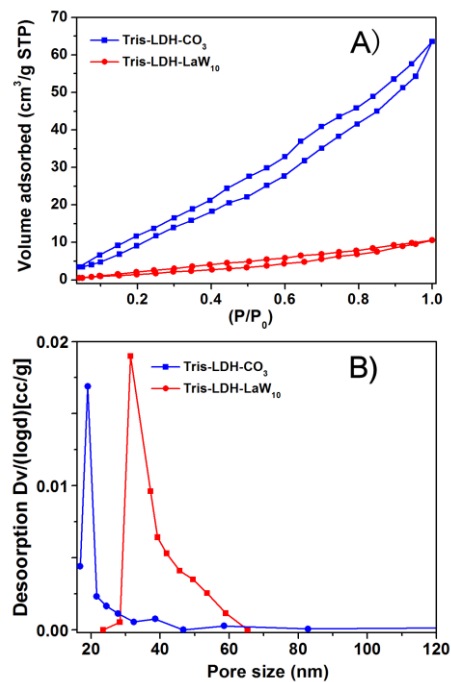 A)
Tris-LDH-CO₃
Tris-LDH-LaW₁₀
Volume adsorbed (cm³/g STP)
70
60
50
40
30
20
10
0
0.2 0.4 0.6 0.8 1.0
(P/P₀)
B)
Tris-LDH-CO₃
Tris-LDH-LaW₁₀
Desoorption Dv/(logd)[cc/g]
0.02
0.01
0.00
20 40 60 80 100 120
Pore size (nm)